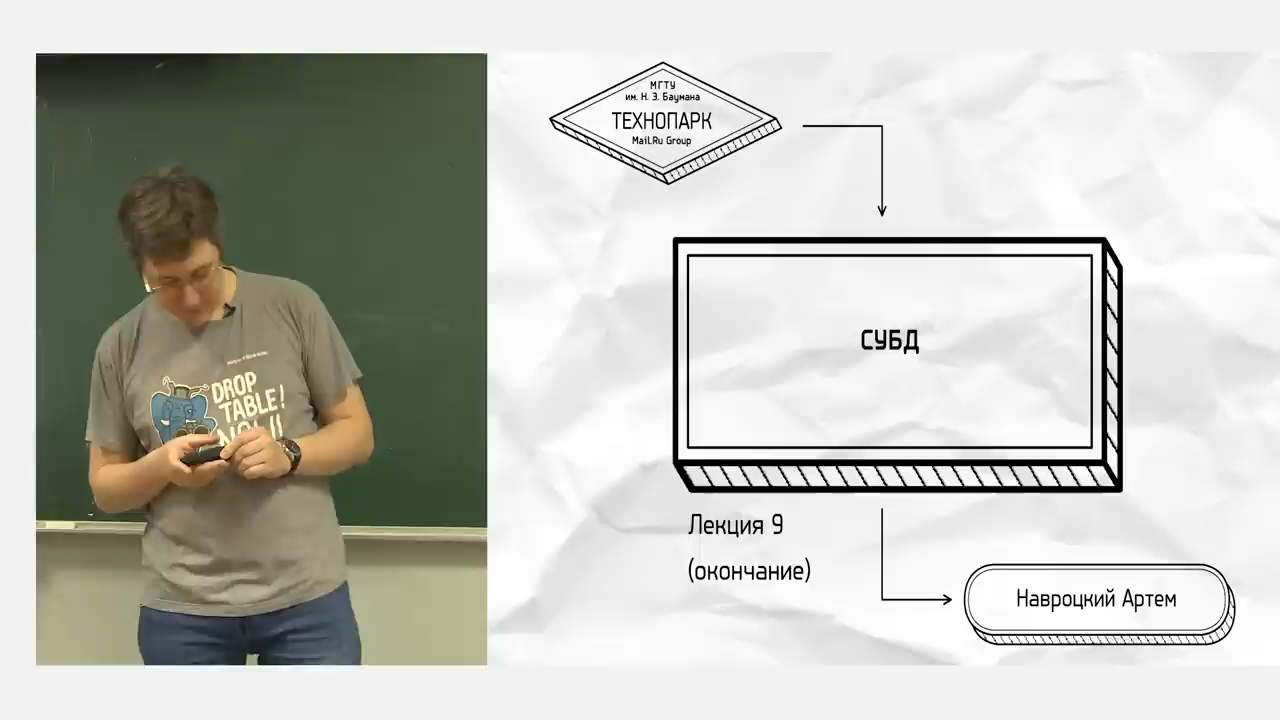 МГТУ
им. Н. Э. Баумана
ТЕХНОПАРК
Mail.Ru Group
СУБД
Лекция 9
(окончание)
Навроцкий Артем
DROP
TABLE!